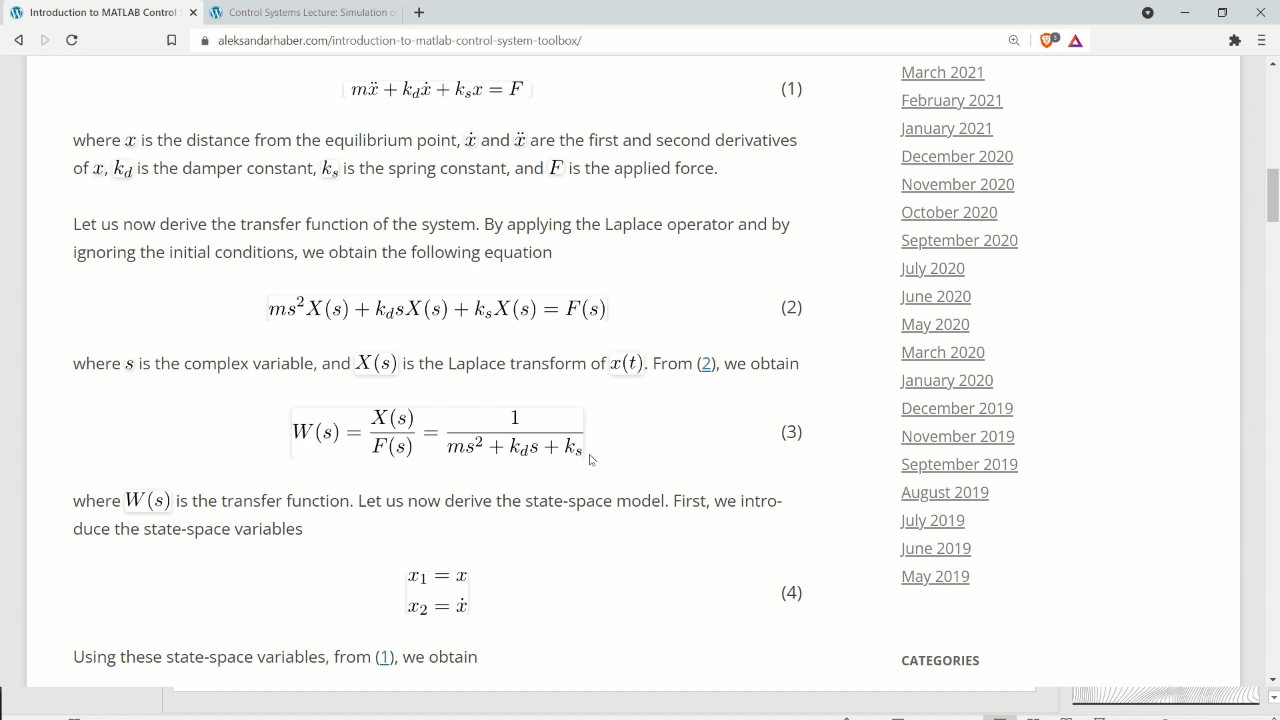 Introduction to MATLAB Control
Control Systems Lecture: Simulation o
aleksandarhaber.com/introduction-to-matlab-control-system-toolbox/
3
mẍ + k_d ẋ + k_s x = F (1)
where x is the distance from the equilibrium point, ẋ and ẍ are the first and second derivatives
of x, k_d is the damper constant, k_s is the spring constant, and F is the applied force.
Let us now derive the transfer function of the system. By applying the Laplace operator and by
ignoring the initial conditions, we obtain the following equation
ms²X(s) + k_d sX(s) + k_s X(s) = F(s) (2)
where s is the complex variable, and X(s) is the Laplace transform of x(t). From (2), we obtain
W(s) = X(s)/F(s) = 1/(ms² + k_d s + k_s) (3)
where W(s) is the transfer function. Let us now derive the state-space model. First, we intro-
duce the state-space variables
x₁ = x
x₂ = ẋ (4)
Using these state-space variables, from (1), we obtain
March 2021
February 2021
January 2021
December 2020
November 2020
October 2020
September 2020
July 2020
June 2020
May 2020
March 2020
January 2020
December 2019
November 2019
September 2019
August 2019
July 2019
June 2019
May 2019
CATEGORIES